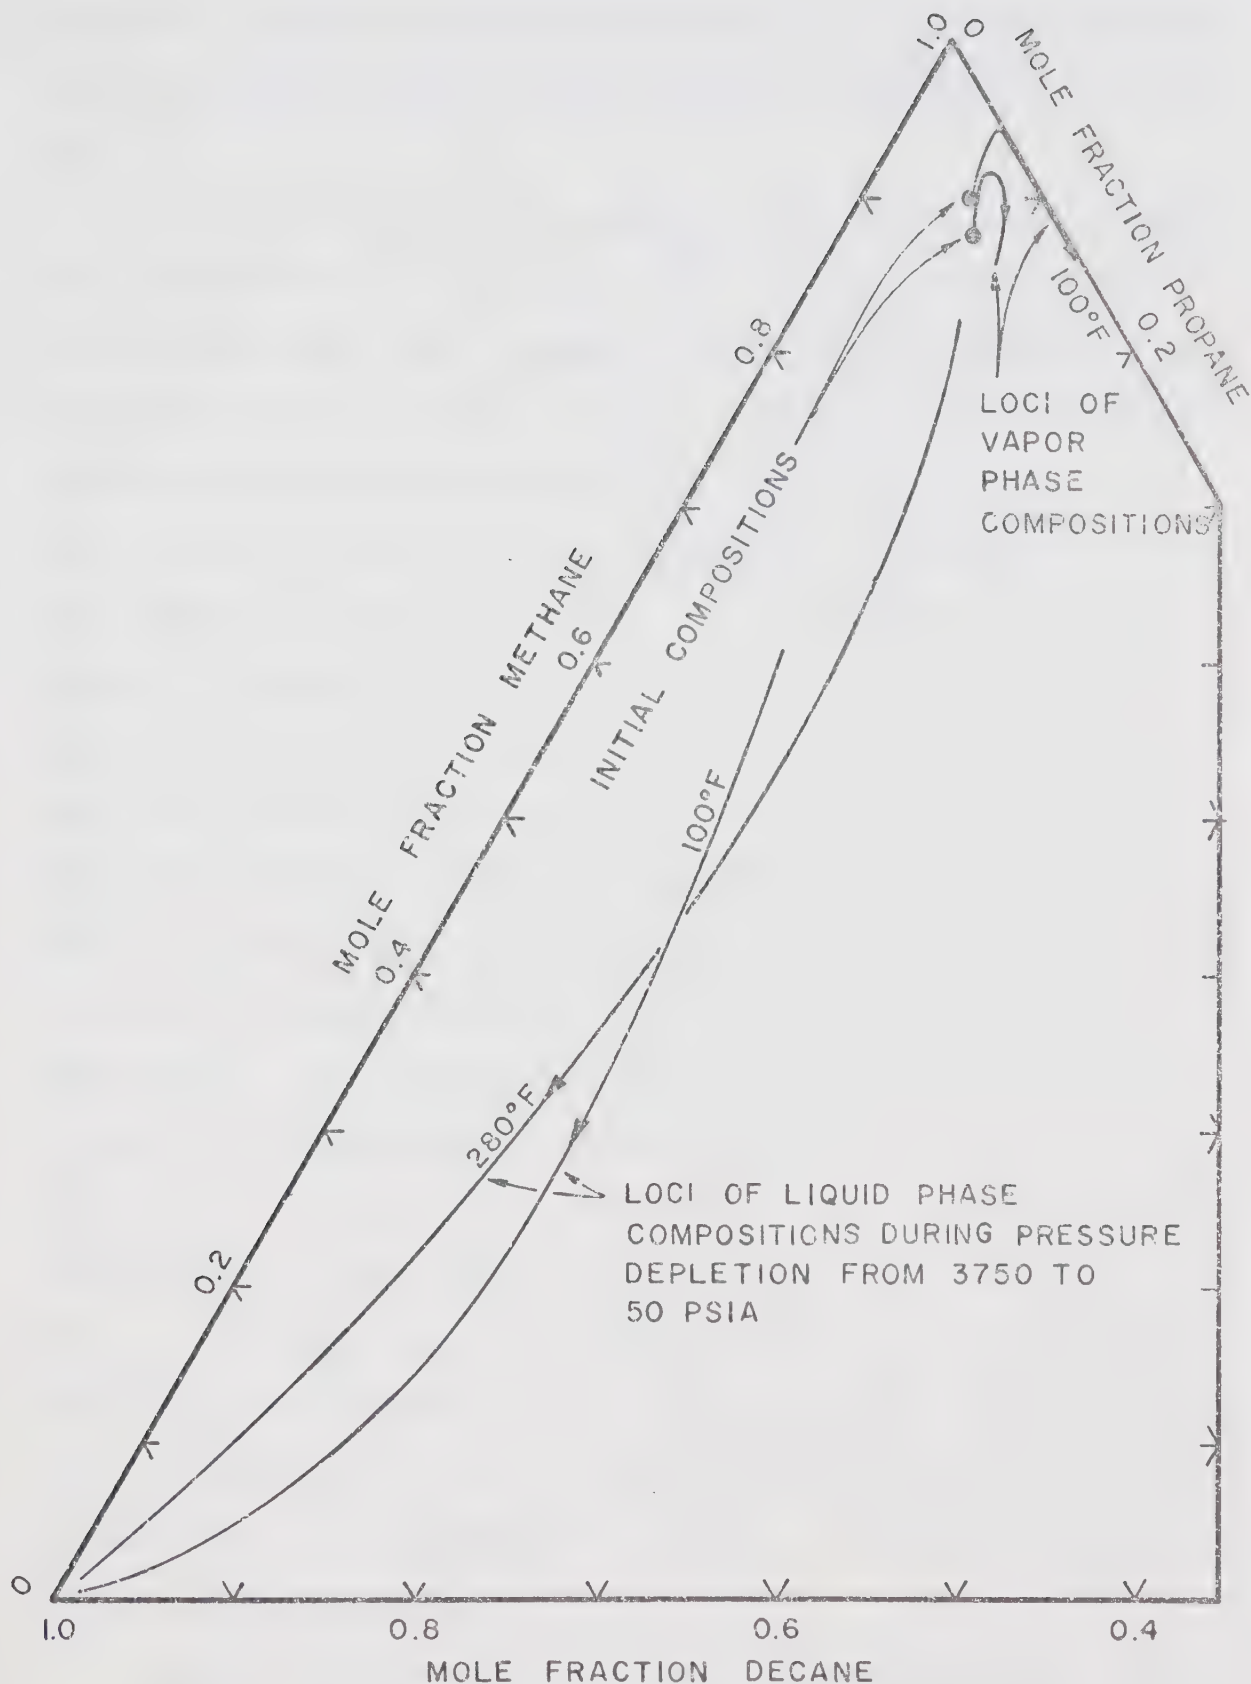 1.0
0
MOLE FRACTION PROPANE
0.8
100°F
0.2
LOCI OF
VAPOR
PHASE
COMPOSITIONS
MOLE FRACTION METHANE
0.6
INITIAL COMPOSITIONS
100°F
0.4
280°F
LOCI OF LIQUID PHASE
COMPOSITIONS DURING PRESSURE
DEPLETION FROM 3750 TO
50 PSIA
0.2
0
1.0
0.8
0.6
0.4
MOLE FRACTION DECANE